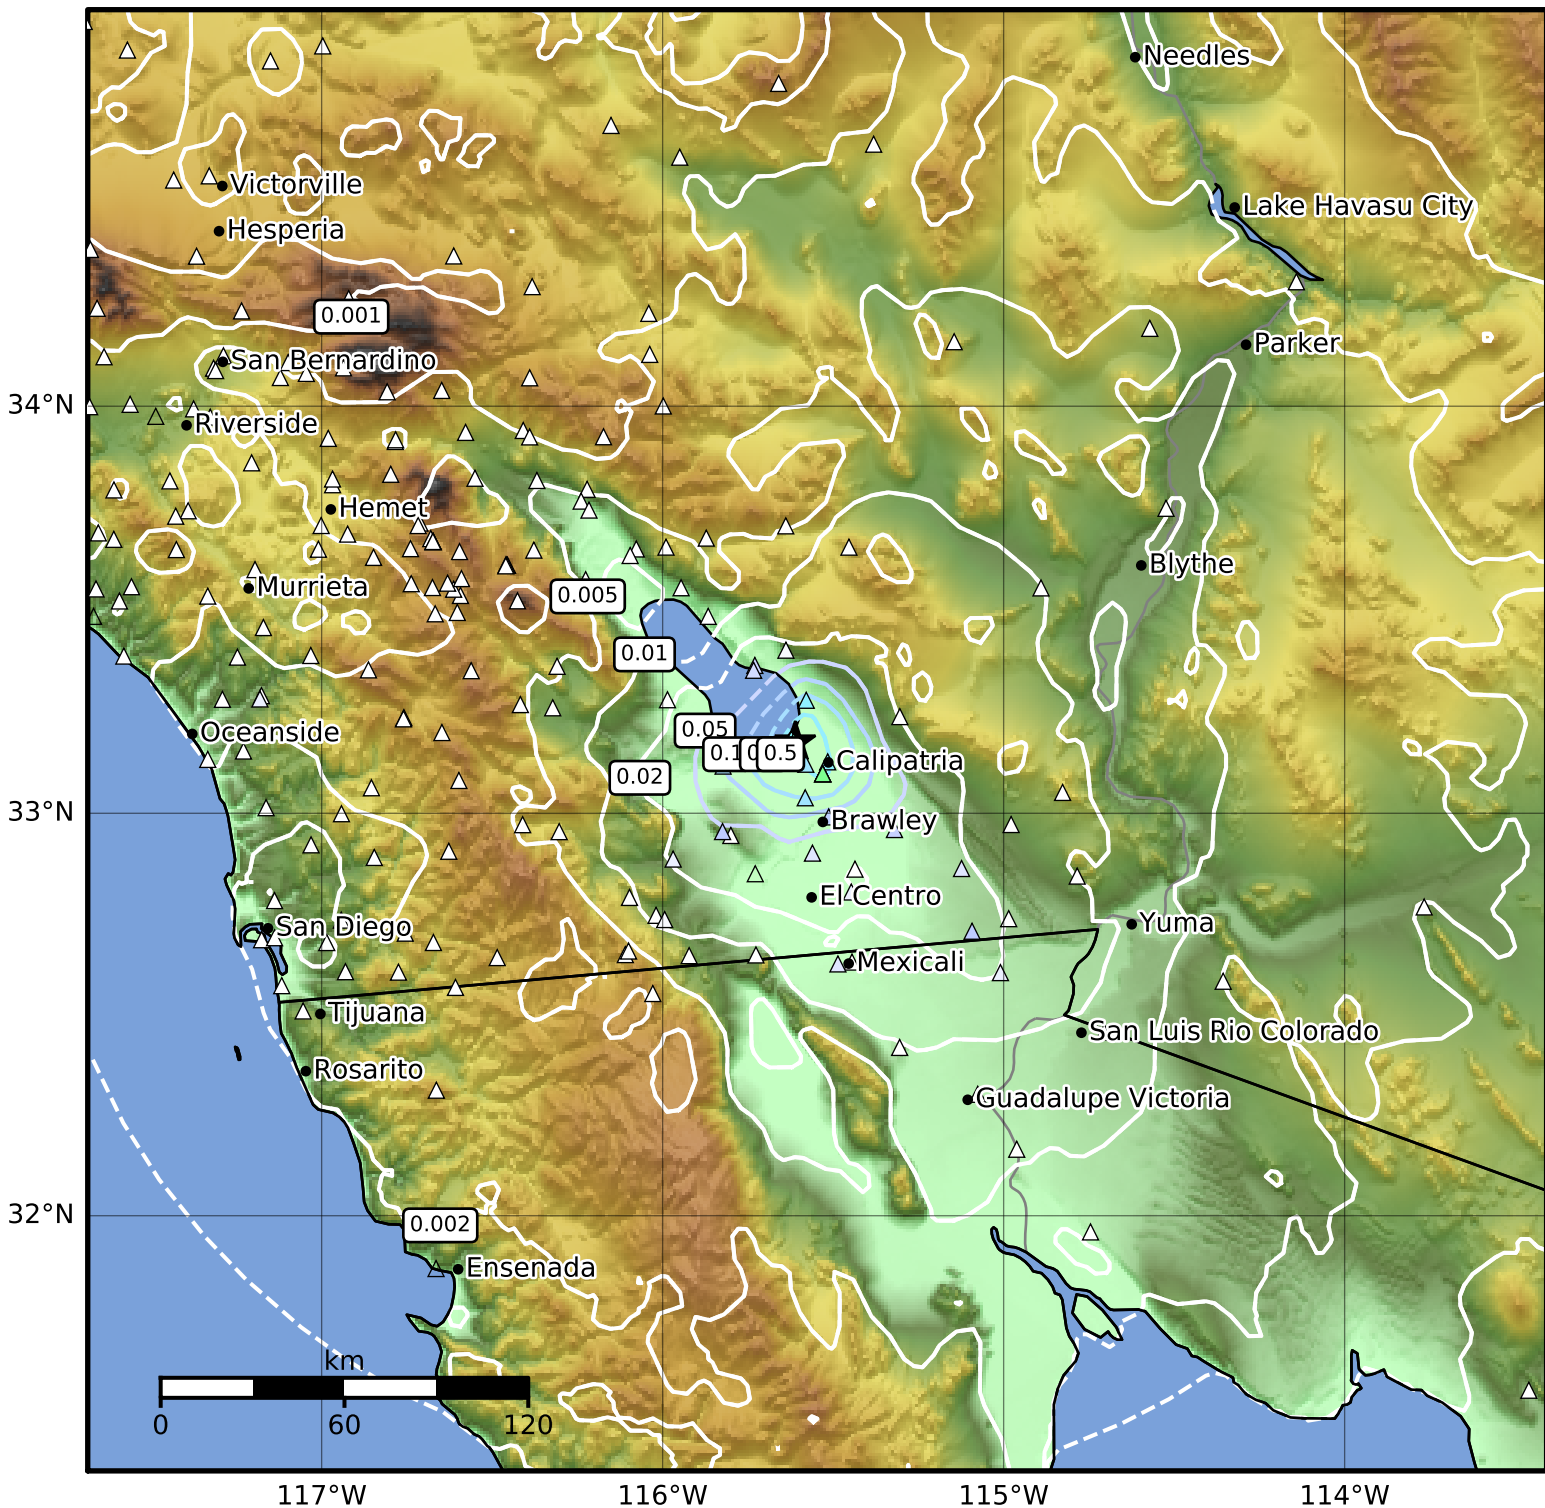 Needles
Victorville
Lake Havasu City
Hesperia
0.001
Parker
San Bernardino
34°N
Riverside
Hemet
Blythe
Murrieta
0.005
0.01
Oceanside
0.05
0.1
0.5
Calipatria
0.02
33°N
Brawley
El Centro
San Diego
Yuma
Mexicali
Tijuana
San Luis Rio Colorado
Rosarito
Guadalupe Victoria
32°N
0.002
Ensenada
km
0 60 120
117°W 116°W 115°W 114°W